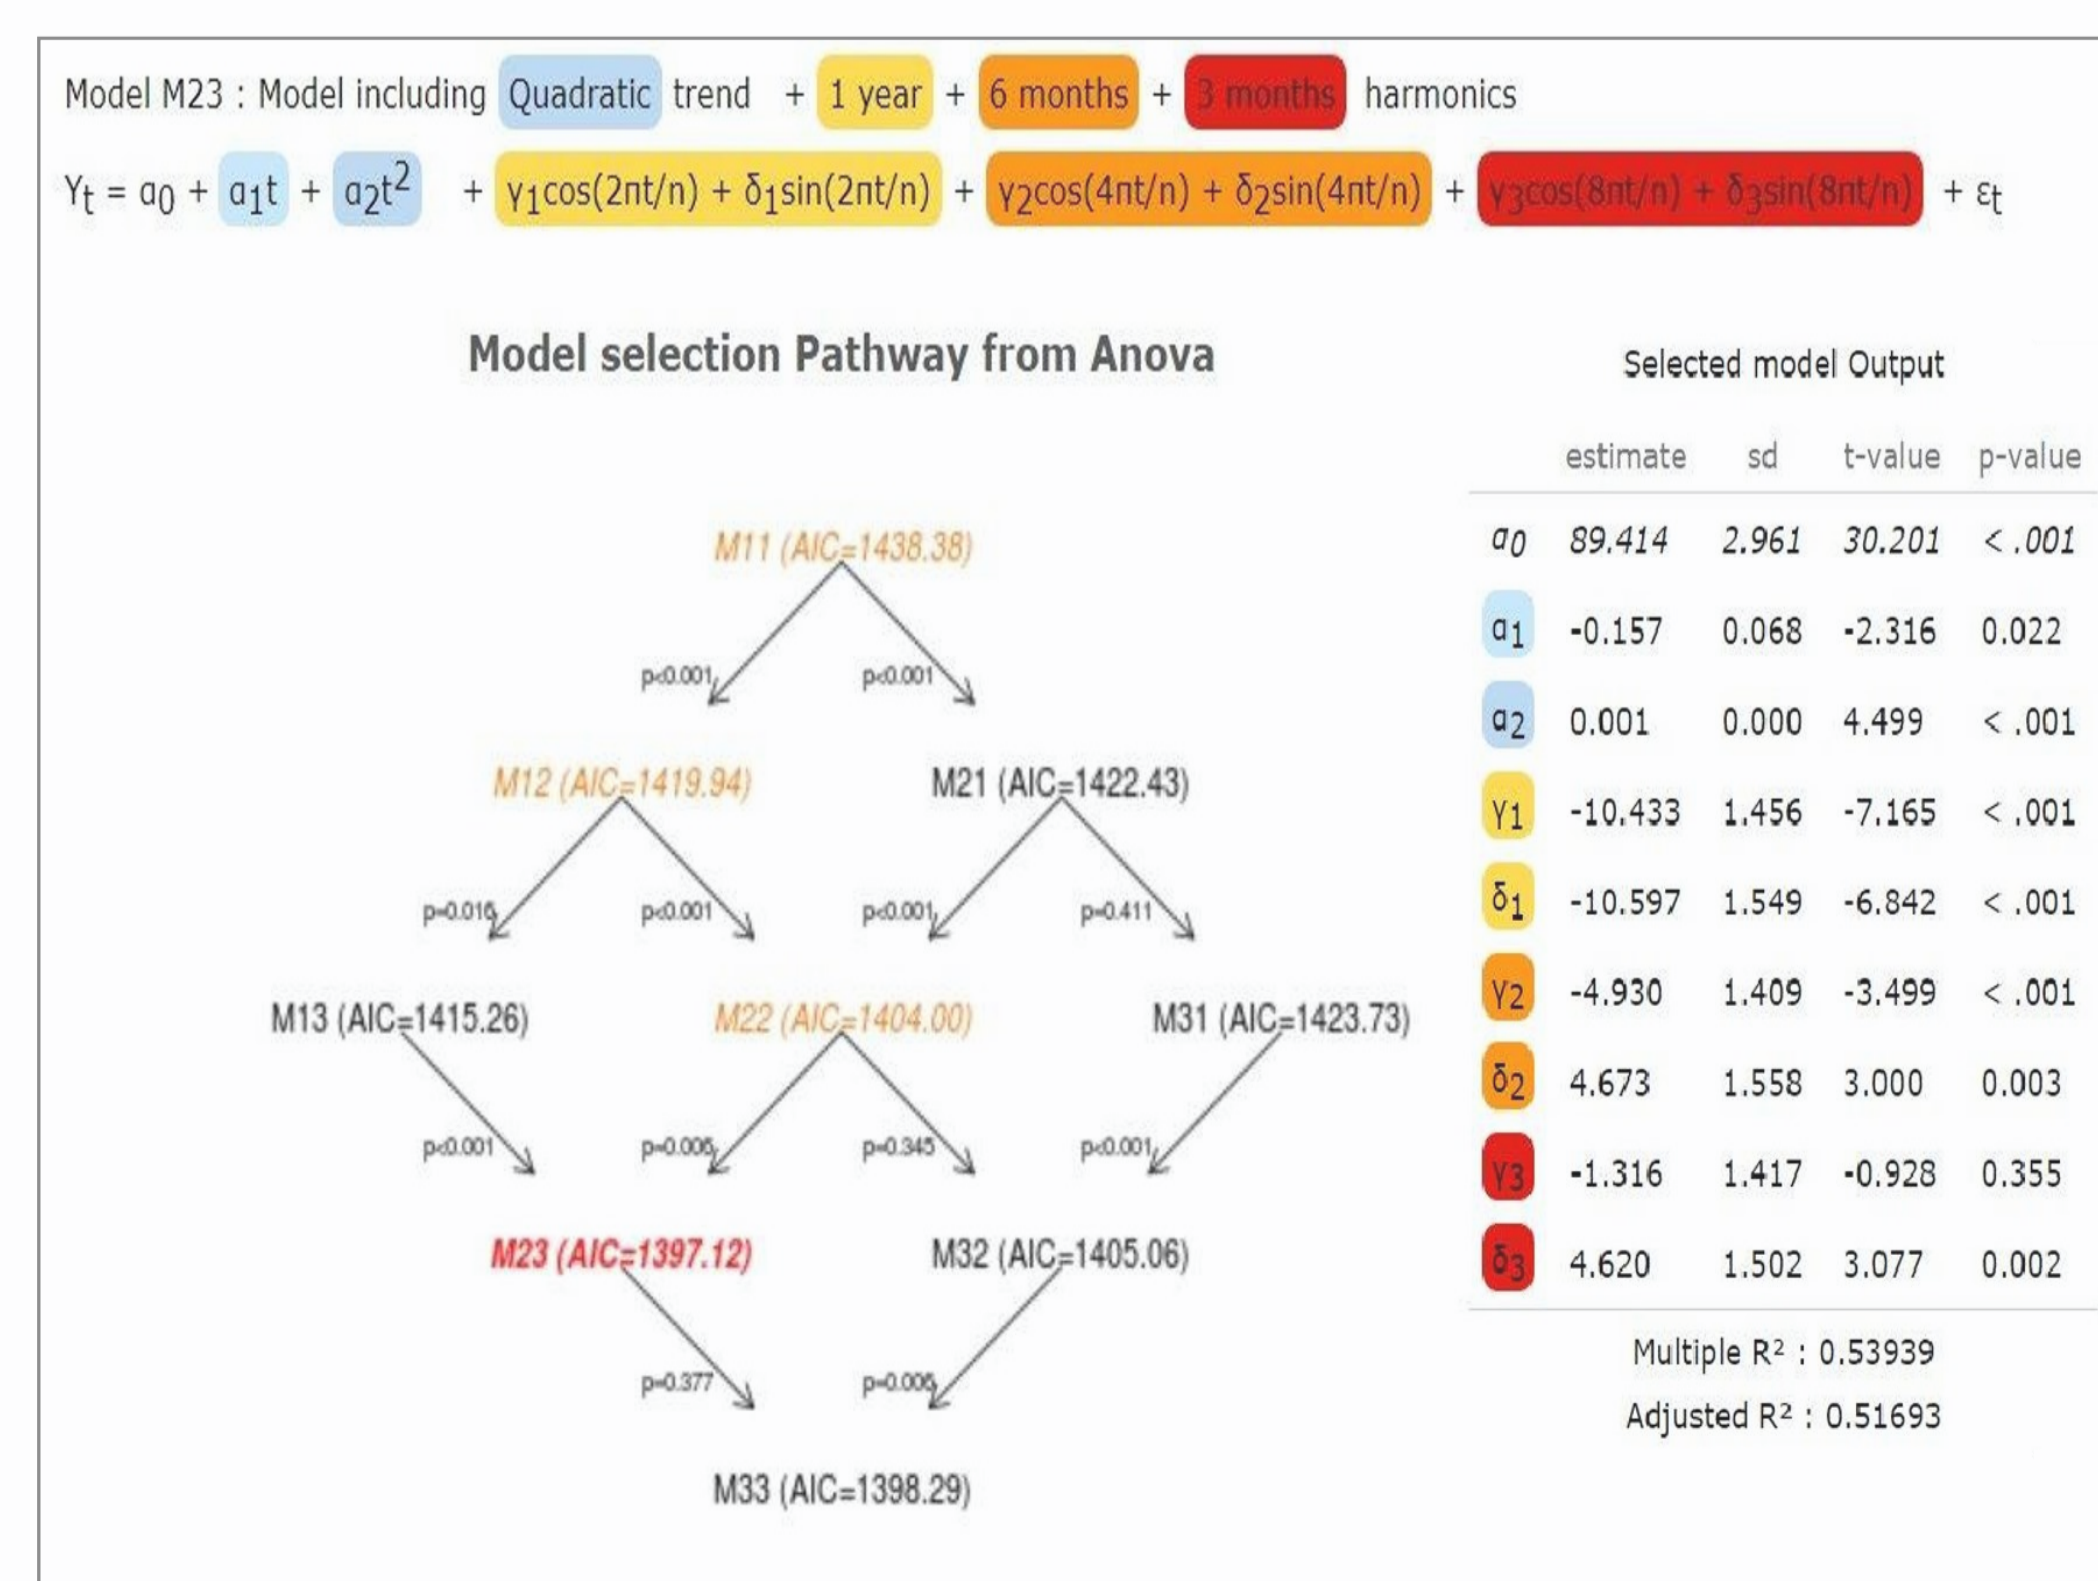 Model M23 : Model including Quadratic trend + 1 year + 6 months + 3 months harmonics
Yt = α0 + α1t + α2t² + γ1cos(2πt/n) + δ1sin(2πt/n) + γ2cos(4πt/n) + δ2sin(4πt/n) + γ3cos(8πt/n) + δ3sin(8πt/n) + εt
Model selection Pathway from Anova
M11 (AIC=1438.38)
p<0.001 p<0.001
M12 (AIC=1419.94) M21 (AIC=1422.43)
p=0.016 p<0.001 p<0.001 p=0.411
M13 (AIC=1415.26) M22 (AIC=1404.00) M31 (AIC=1423.73)
p<0.001 p=0.006 p=0.345 p<0.001
M23 (AIC=1397.12) M32 (AIC=1405.06)
p=0.377 p=0.006
M33 (AIC=1398.29)
Selected model Output
estimate sd t-value p-value
α0 89.414 2.961 30.201 < .001
α1 -0.157 0.068 -2.316 0.022
α2 0.001 0.000 4.499 < .001
γ1 -10.433 1.456 -7.165 < .001
δ1 -10.597 1.549 -6.842 < .001
γ2 -4.930 1.409 -3.499 < .001
δ2 4.673 1.558 3.000 0.003
γ3 -1.316 1.417 -0.928 0.355
δ3 4.620 1.502 3.077 0.002
Multiple R² : 0.53939
Adjusted R² : 0.51693